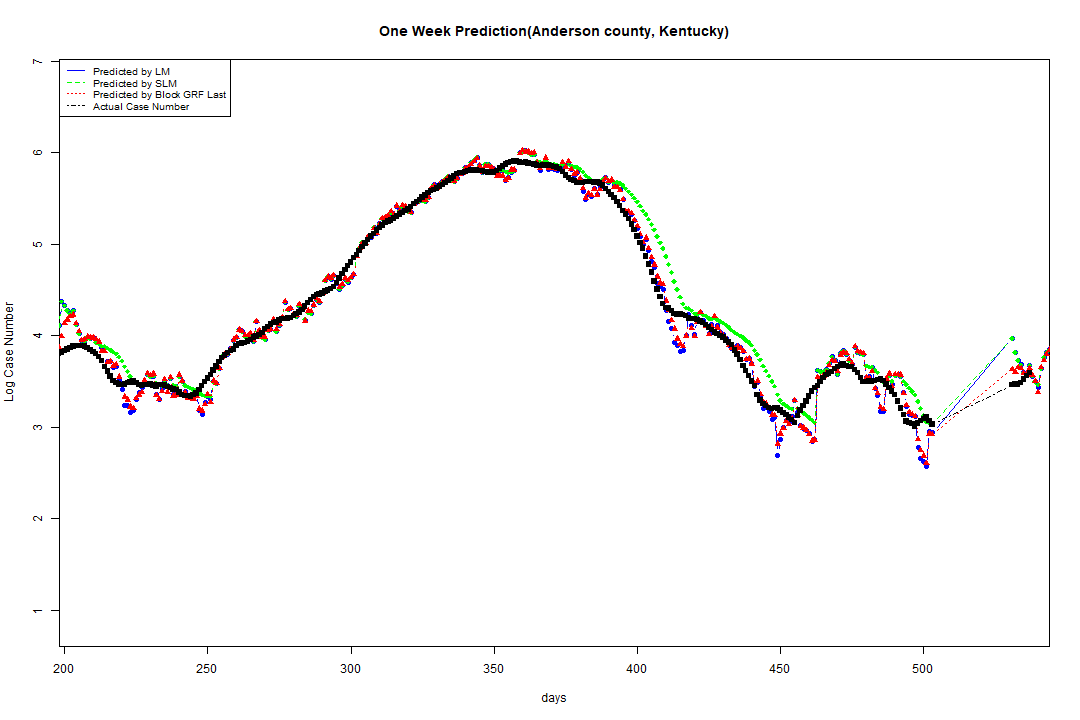 One Week Prediction(Anderson county, Kentucky)
Predicted by LM
Predicted by SLM
Predicted by Block GRF Last
Actual Case Number
7
6
5
4
3
2
1
Log Case Number
200 250 300 350 400 450 500
days